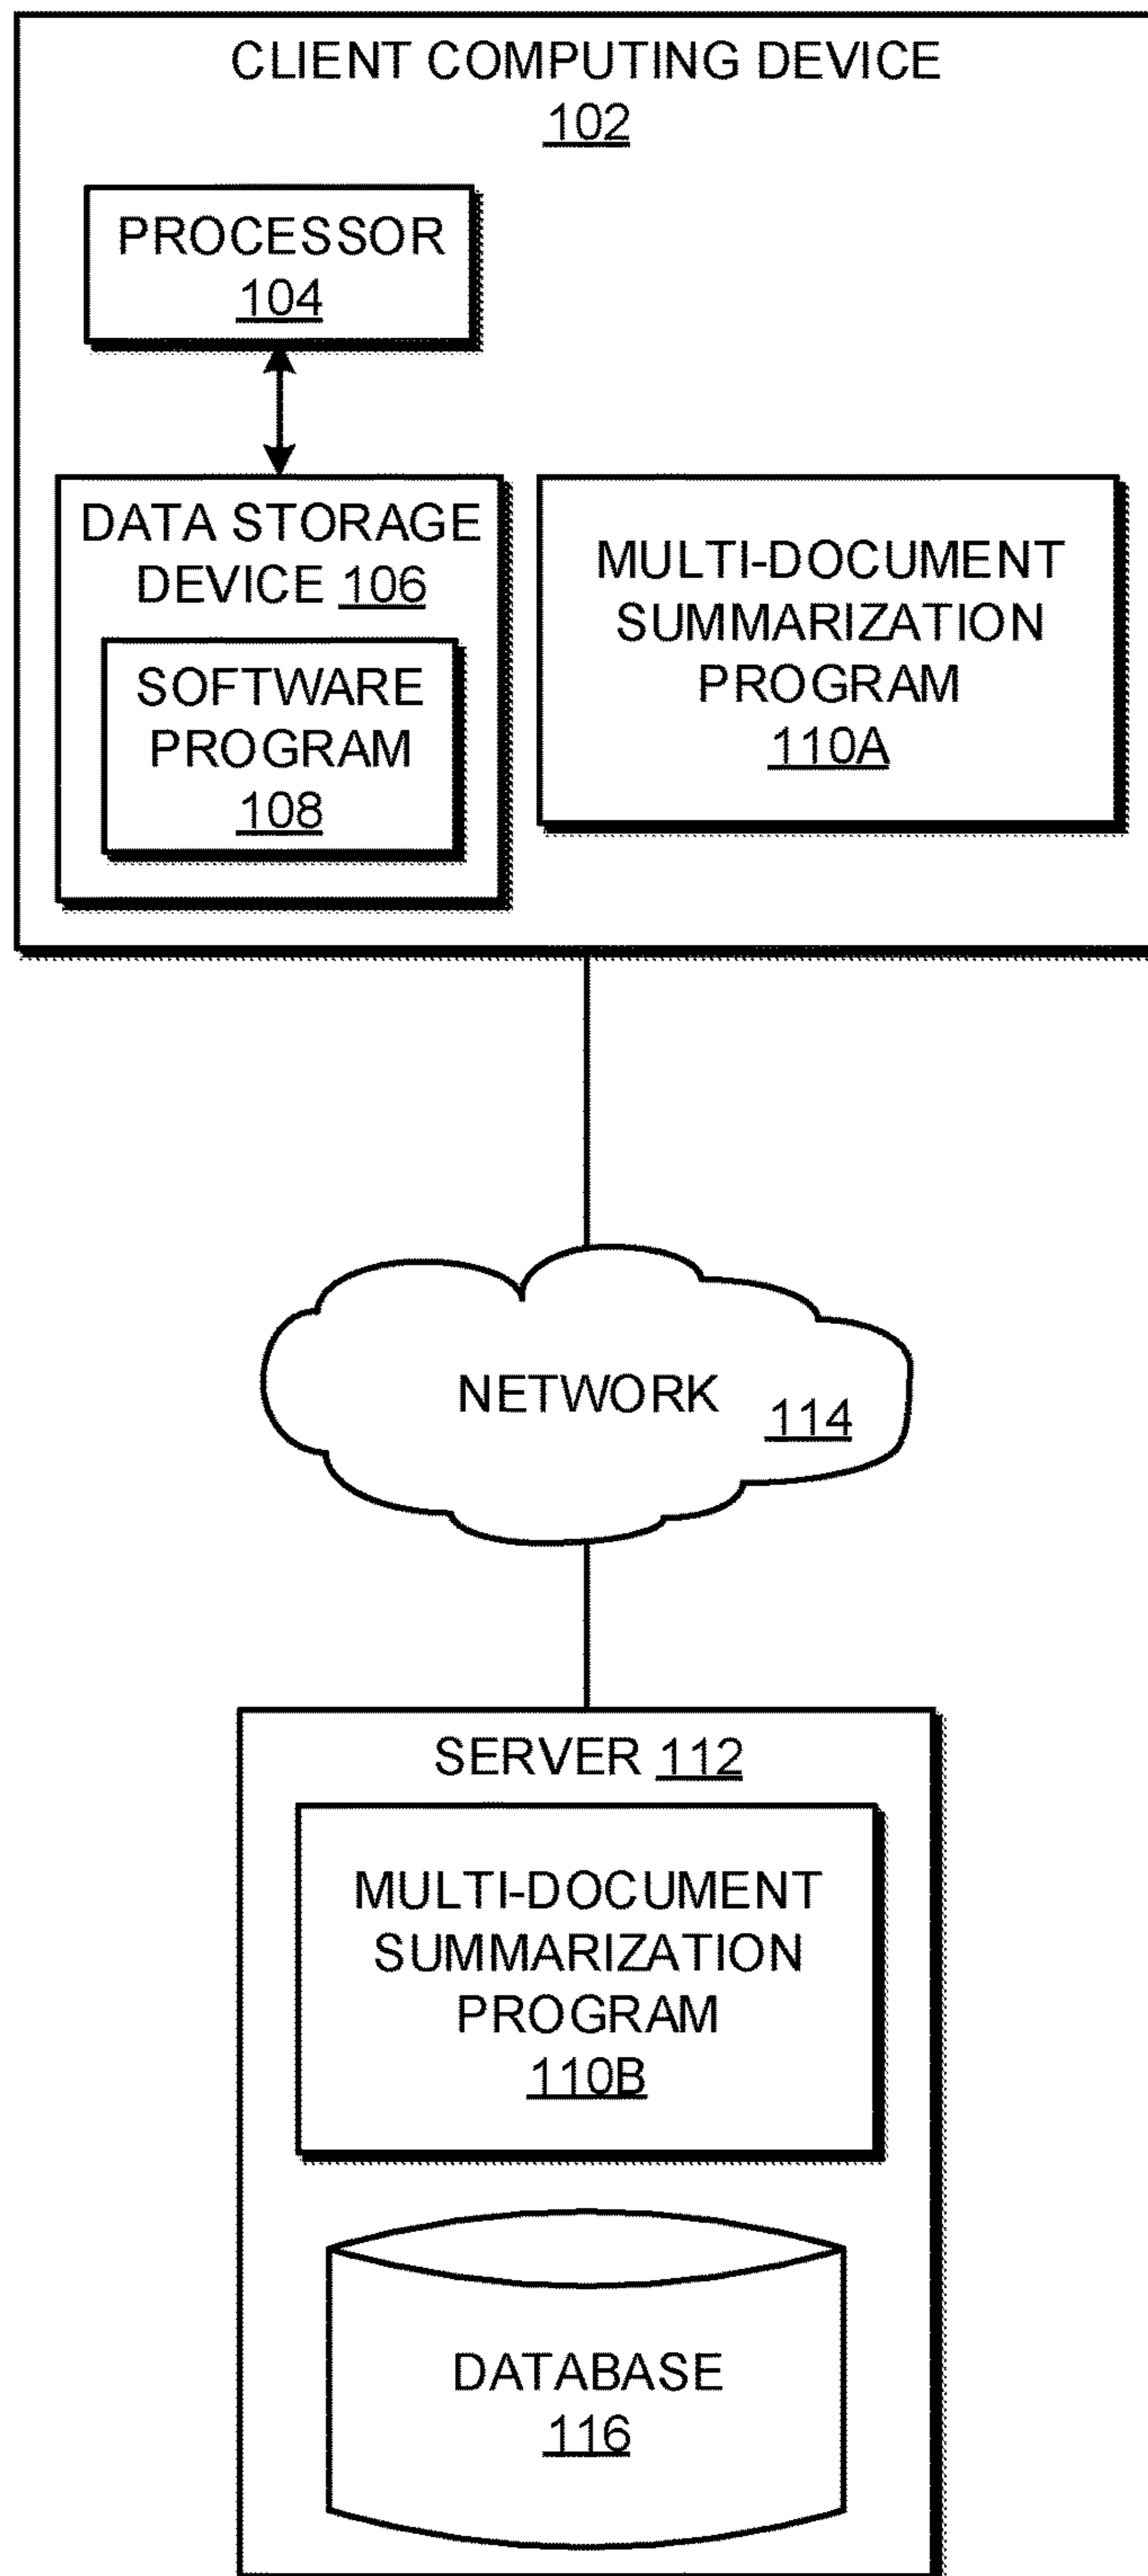 CLIENT COMPUTING DEVICE
102
PROCESSOR
104
DATA STORAGE
DEVICE 106
SOFTWARE
PROGRAM
108
MULTI-DOCUMENT
SUMMARIZATION
PROGRAM
110A
NETWORK 114
SERVER 112
MULTI-DOCUMENT
SUMMARIZATION
PROGRAM
110B
DATABASE
116